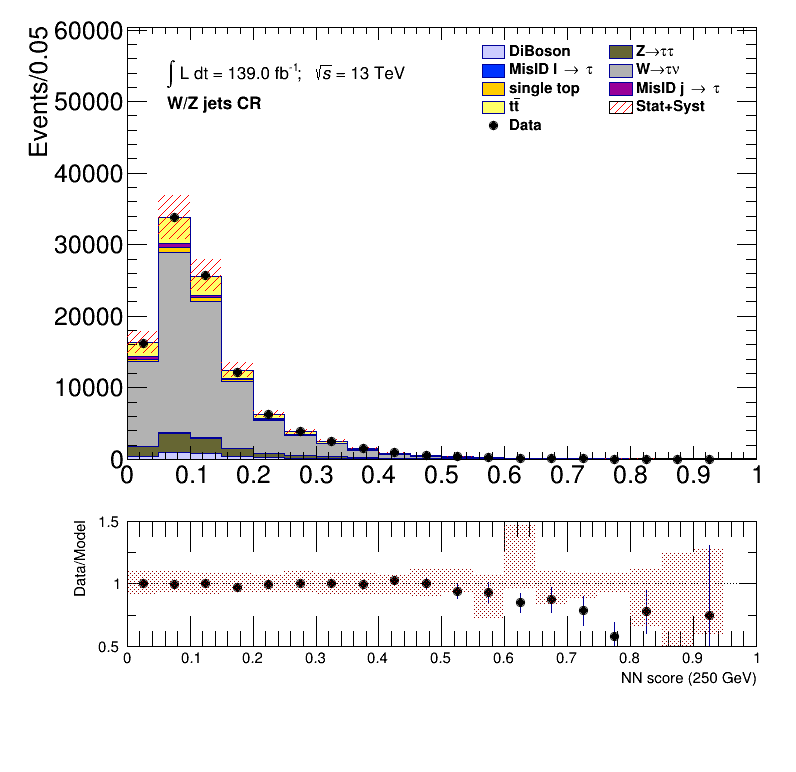 Events/0.05
60000
50000
40000
30000
20000
10000
0
∫ L dt = 139.0 fb⁻¹; √s = 13 TeV
W/Z jets CR
DiBoson
MisID l → τ
single top
tt̄
Data
Z→ττ
W→τν
MisID j → τ
Stat+Syst
0 0.1 0.2 0.3 0.4 0.5 0.6 0.7 0.8 0.9 1
Data/Model
1.5
1
0.5
0 0.1 0.2 0.3 0.4 0.5 0.6 0.7 0.8 0.9 1
NN score (250 GeV)